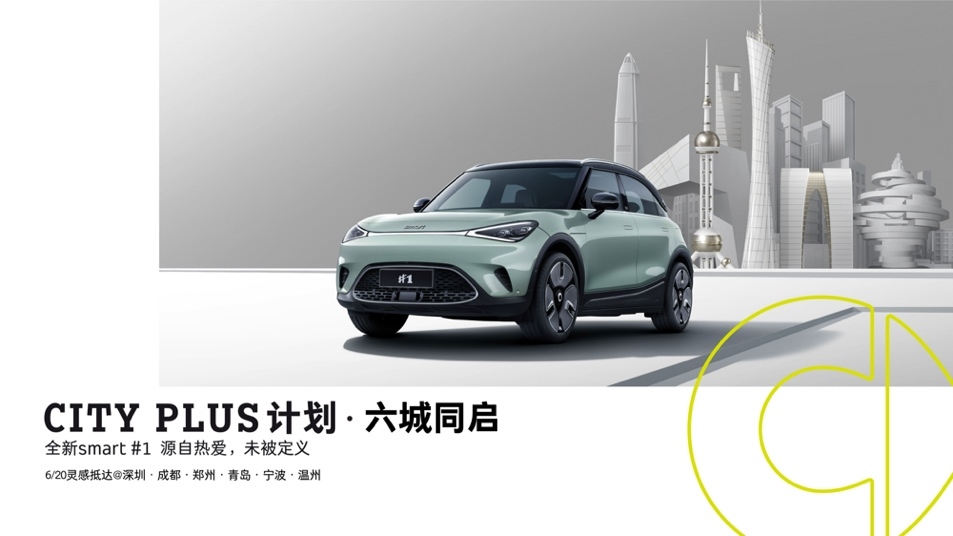 smart
#1
CITY PLUS计划·六城同启
全新smart #1 源自热爱，未被定义
6/20灵感抵达@深圳·成都·郑州·青岛·宁波·温州